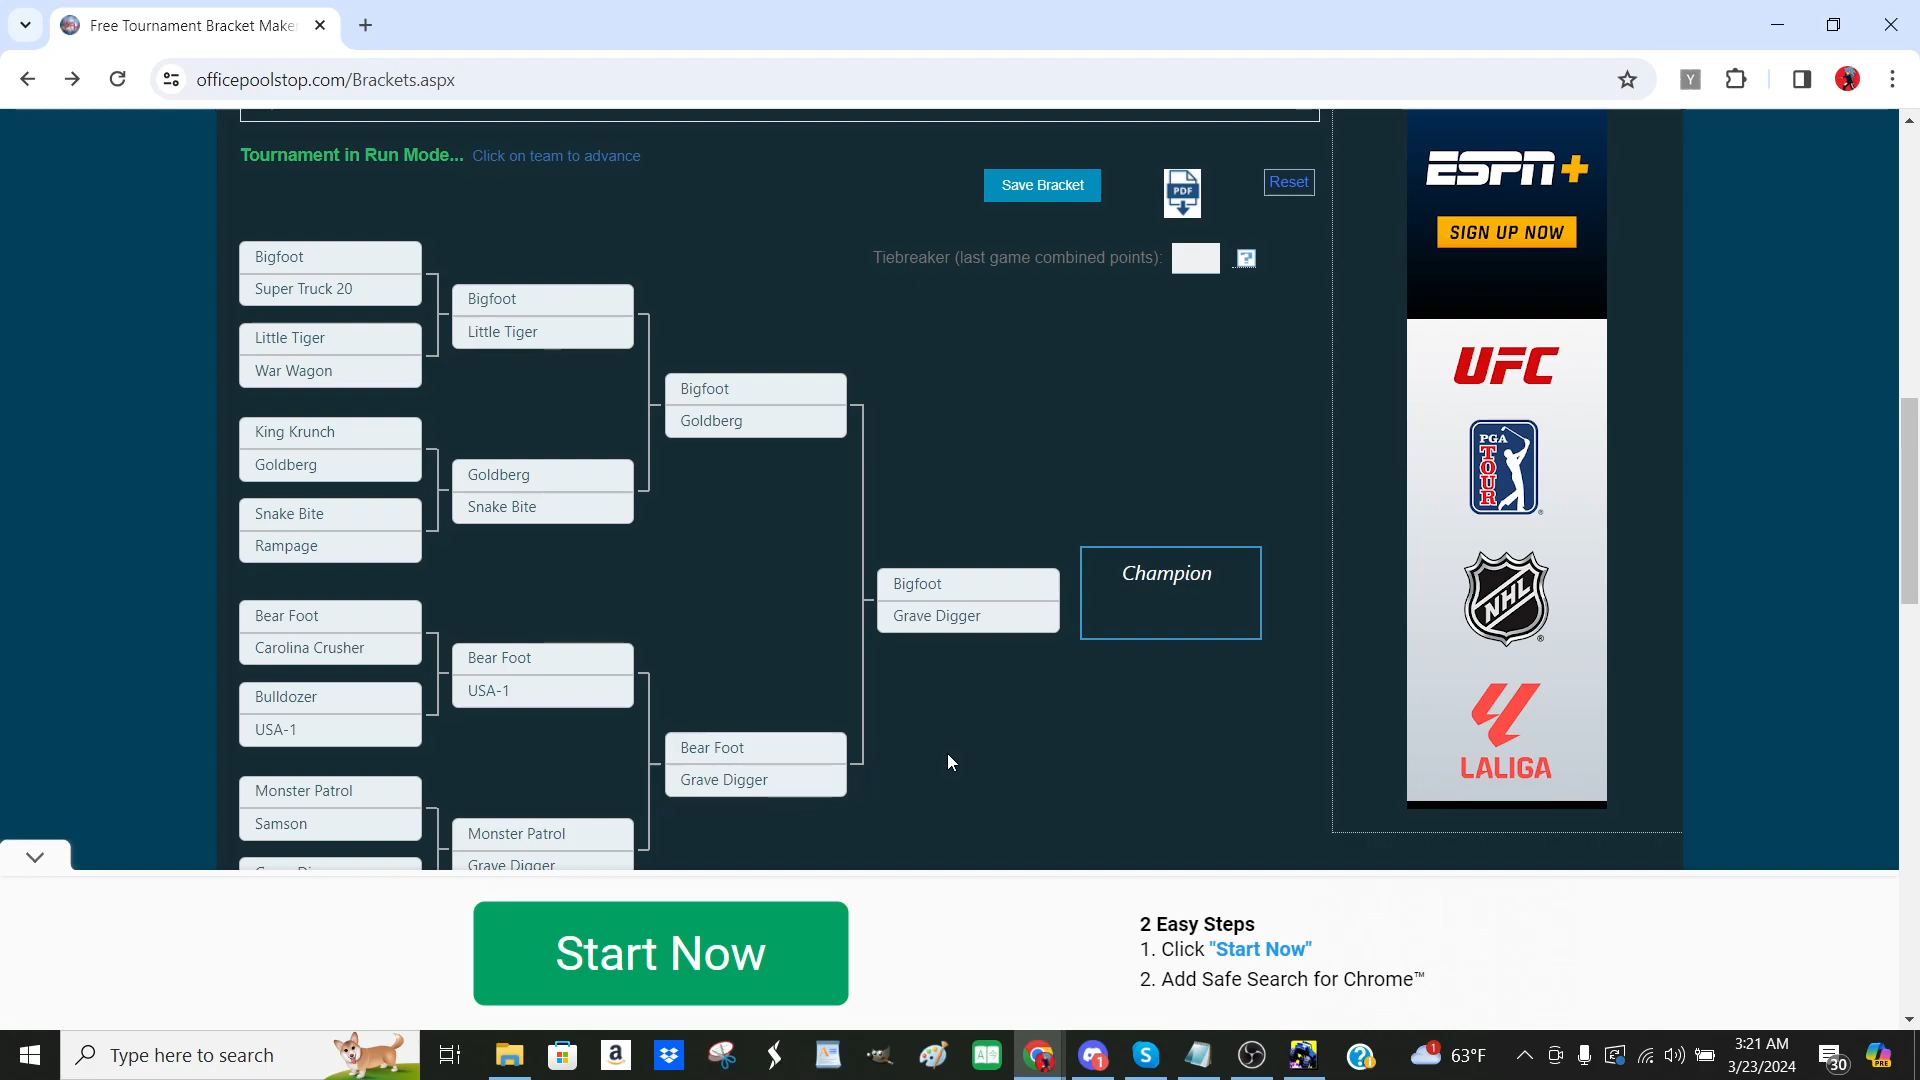 Free Tournament Bracket Make
officepoolstop.com/Brackets.aspx
Y
Tournament in Run Mode... Click on team to advance
Save Bracket
PDF
Reset
Tiebreaker (last game combined points):
?
Bigfoot
Super Truck 20
Little Tiger
War Wagon
King Krunch
Goldberg
Snake Bite
Rampage
Bear Foot
Carolina Crusher
Bulldozer
USA-1
Monster Patrol
Samson
Bigfoot
Little Tiger
Goldberg
Snake Bite
Bear Foot
USA-1
Monster Patrol
Grave Digger
Bigfoot
Goldberg
Bear Foot
Grave Digger
Bigfoot
Grave Digger
Champion
ESPN+
SIGN UP NOW
UFC
PGA
TOUR
NHL
LALIGA
Start Now
2 Easy Steps
1. Click "Start Now"
2. Add Safe Search for Chrome™
Type here to search
1
63°F
3:21 AM
3/23/2024
30
PRE